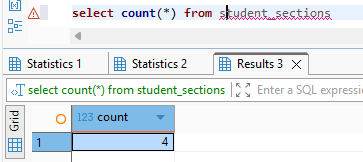 select count(*) from student_sections
Statistics 1 Statistics 2 Results 3
select count(*) from student_sections Enter a SQL expression
Grid
123 count
1 4